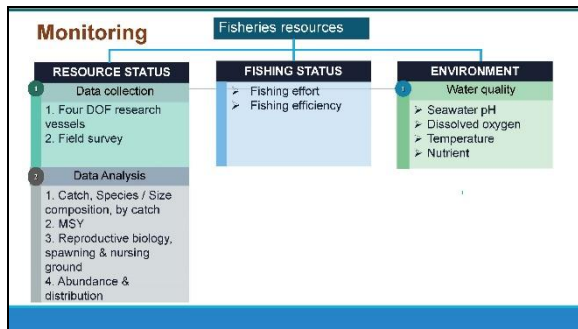 Monitoring
Fisheries resources
RESOURCE STATUS
1
Data collection
1. Four DOF research
vessels
2. Field survey
2
Data Analysis
1. Catch, Species / Size
composition, by catch
2. MSY
3. Reproductive biology,
spawning & nursing
ground
4. Abundance &
distribution
FISHING STATUS
➢ Fishing effort
➢ Fishing efficiency
ENVIRONMENT
Water quality
➢ Seawater pH
➢ Dissolved oxygen
➢ Temperature
➢ Nutrient